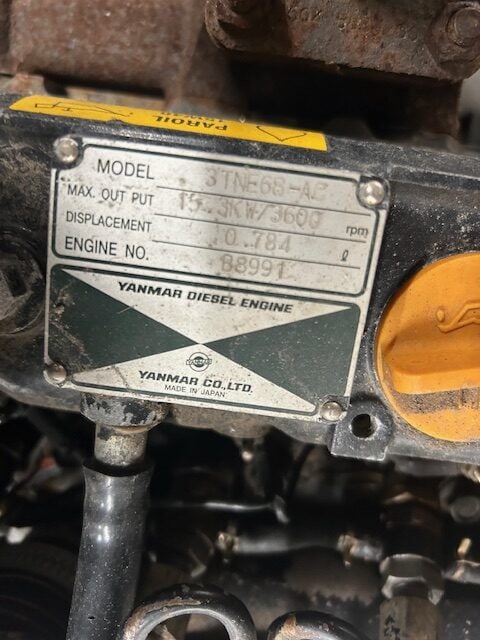 PAROIL
MODEL 3TNE68-AC
MAX. OUT PUT 15.3KW/3600 rpm
DISPLACEMENT 0.784 ℓ
ENGINE NO. 88991
YANMAR DIESEL ENGINE
YANMAR
YANMAR CO.,LTD.
MADE IN JAPAN